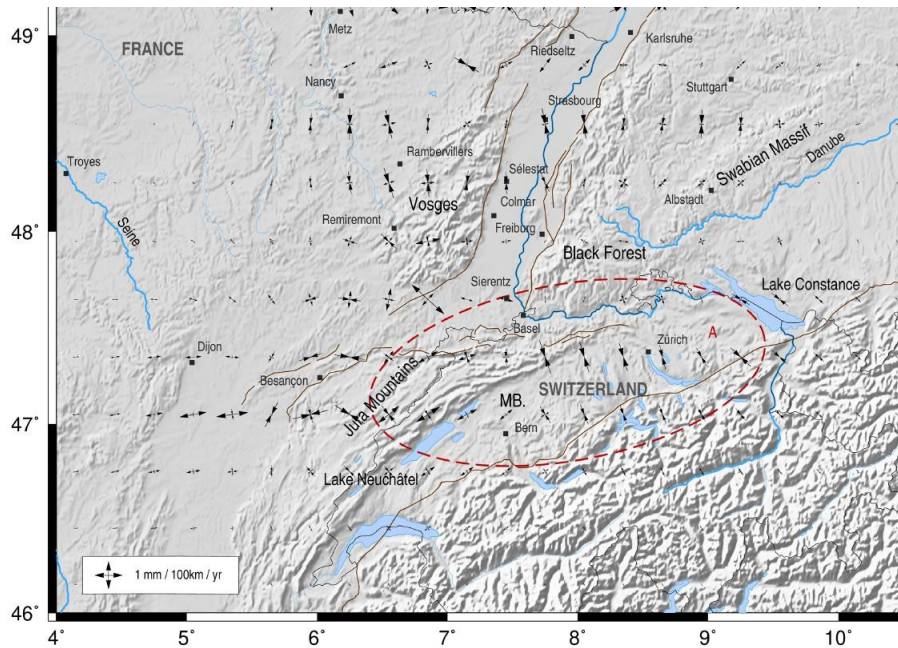 49°
48°
47°
46°
4°
5°
6°
7°
8°
9°
10°
FRANCE
Metz
Riedseltz
Karlsruhe
Nancy
Strasbourg
Stuttgart
Troyes
Rambervillers
Sélestat
Swabian Massif
Danube
Vosges
Colmar
Albstadt
Seine
Remiremont
Freiborg
Black Forest
Sierentz
Lake Constance
Basel
Dijon
Zürich
A
Besançon
Jura Mountains
SWITZERLAND
MB.
Bern
Lake Neuchâtel
1 mm / 100km / yr